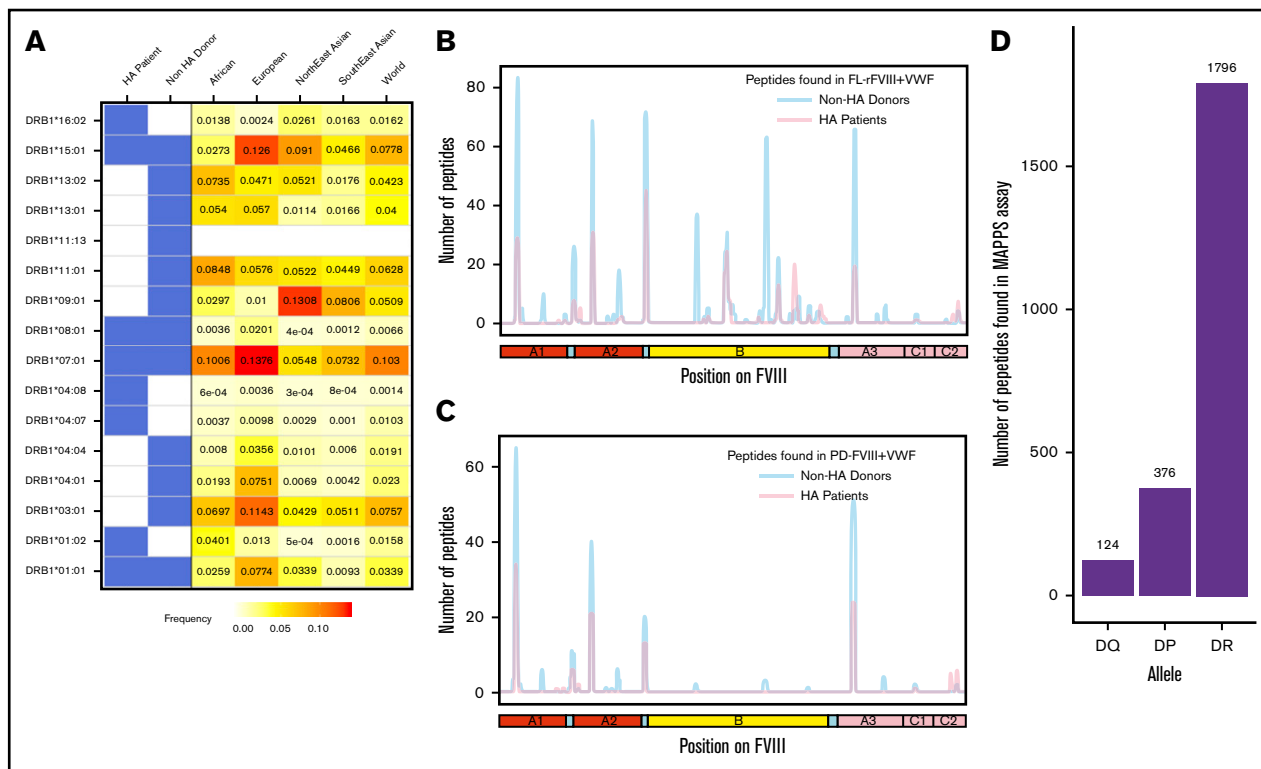 A
HA Patient
Non HA Donor
African
European
NorthEast Asian
SouthEast Asian
World
DRB1*16:02 0.0138 0.0024 0.0261 0.0163 0.0162
DRB1*15:01 0.0273 0.126 0.091 0.0466 0.0778
DRB1*13:02 0.0735 0.0471 0.0521 0.0176 0.0423
DRB1*13:01 0.054 0.057 0.0114 0.0166 0.04
DRB1*11:13
DRB1*11:01 0.0848 0.0576 0.0522 0.0449 0.0628
DRB1*09:01 0.0297 0.01 0.1308 0.0806 0.0509
DRB1*08:01 0.0036 0.0201 4e-04 0.0012 0.0066
DRB1*07:01 0.1006 0.1376 0.0548 0.0732 0.103
DRB1*04:08 6e-04 0.0036 3e-04 8e-04 0.0014
DRB1*04:07 0.0037 0.0098 0.0029 0.001 0.0103
DRB1*04:04 0.008 0.0356 0.0101 0.006 0.0191
DRB1*04:01 0.0193 0.0751 0.0069 0.0042 0.023
DRB1*03:01 0.0697 0.1143 0.0429 0.0511 0.0757
DRB1*01:02 0.0401 0.013 5e-04 0.0016 0.0158
DRB1*01:01 0.0259 0.0774 0.0339 0.0093 0.0339
Frequency
0.00 0.05 0.10
B
Number of peptides
80
60
40
20
0
Peptides found in FL-rFVIII+VWF
Non-HA Donors
HA Patients
A1 A2 B A3 C1 C2
Position on FVIII
C
Number of peptides
60
40
20
0
Peptides found in PD-FVIII+VWF
Non-HA Donors
HA Patients
A1 A2 B A3 C1 C2
Position on FVIII
D
Number of pepetides found in MAPPS assay
1500
1000
500
0
124
376
1796
DQ DP DR
Allele